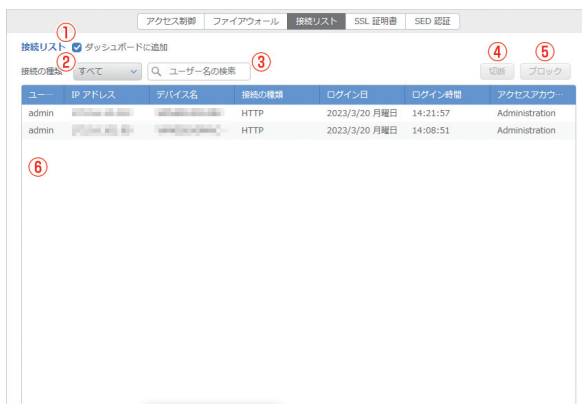 アクセス制御 ファイアウォール 接続リスト SSL 証明書 SED 認証
①
接続リスト ダッシュボードに追加 ④ ⑤
② ③
接続の種類 すべて ユーザー名の検索 切断 ブロック
ユー… IP アドレス デバイス名 接続の種類 ログイン日 ログイン時間 アクセスアカウ…
admin HTTP 2023/3/20 月曜日 14:21:57 Administration
admin HTTP 2023/3/20 月曜日 14:08:51 Administration
⑥